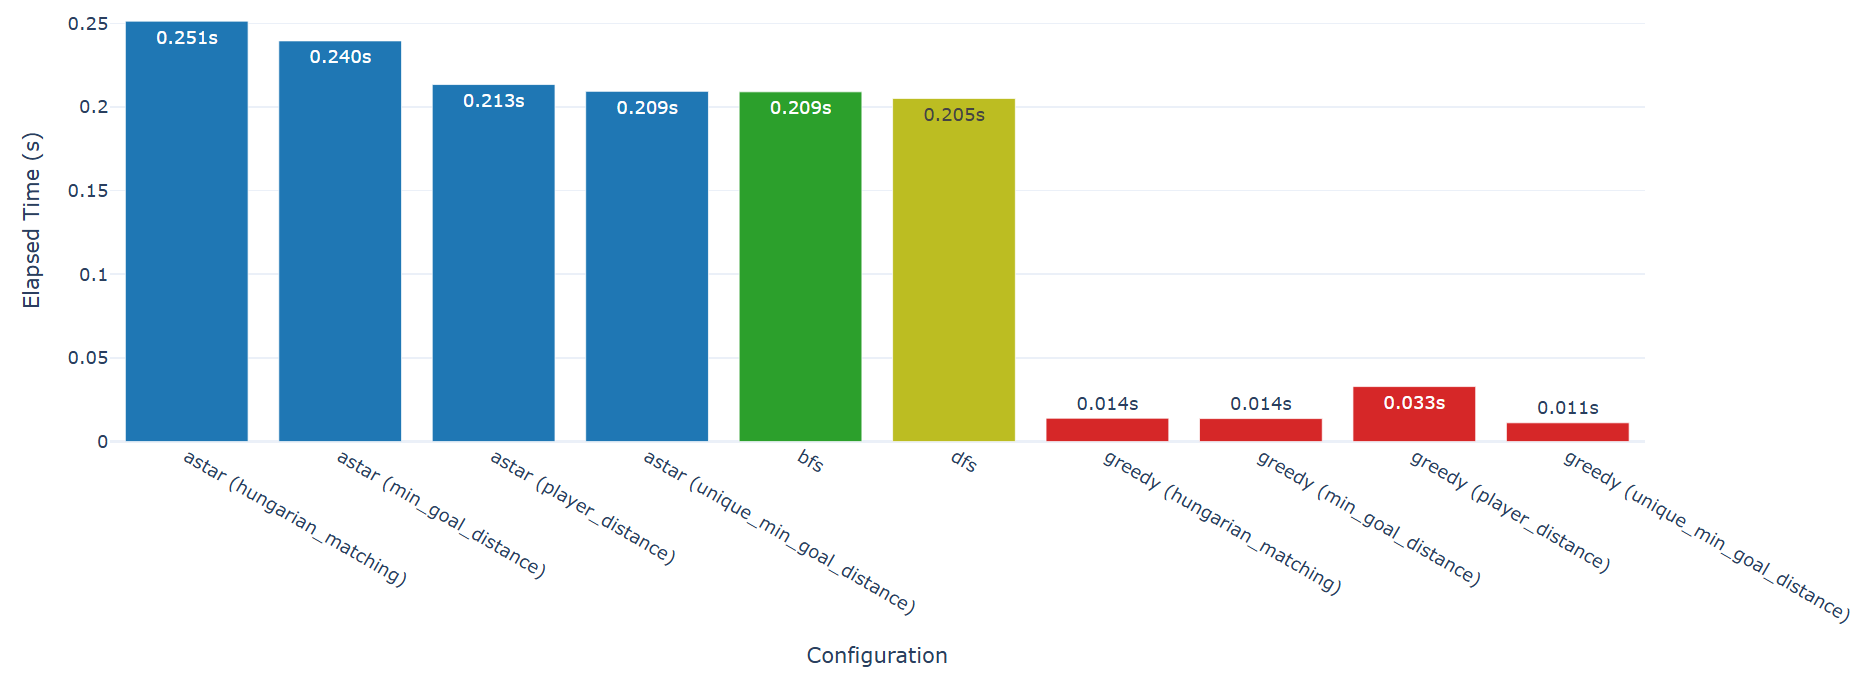 Elapsed Time (s)
0.25
0.2
0.15
0.1
0.05
0
0.251s
0.240s
0.213s
0.209s
0.209s
0.205s
0.014s
0.014s
0.033s
0.011s
astar (hungarian_matching)
astar (min_goal_distance)
astar (player_distance)
astar (unique_min_goal_distance)
bfs
dfs
greedy (hungarian_matching)
greedy (min_goal_distance)
greedy (player_distance)
greedy (unique_min_goal_distance)
Configuration